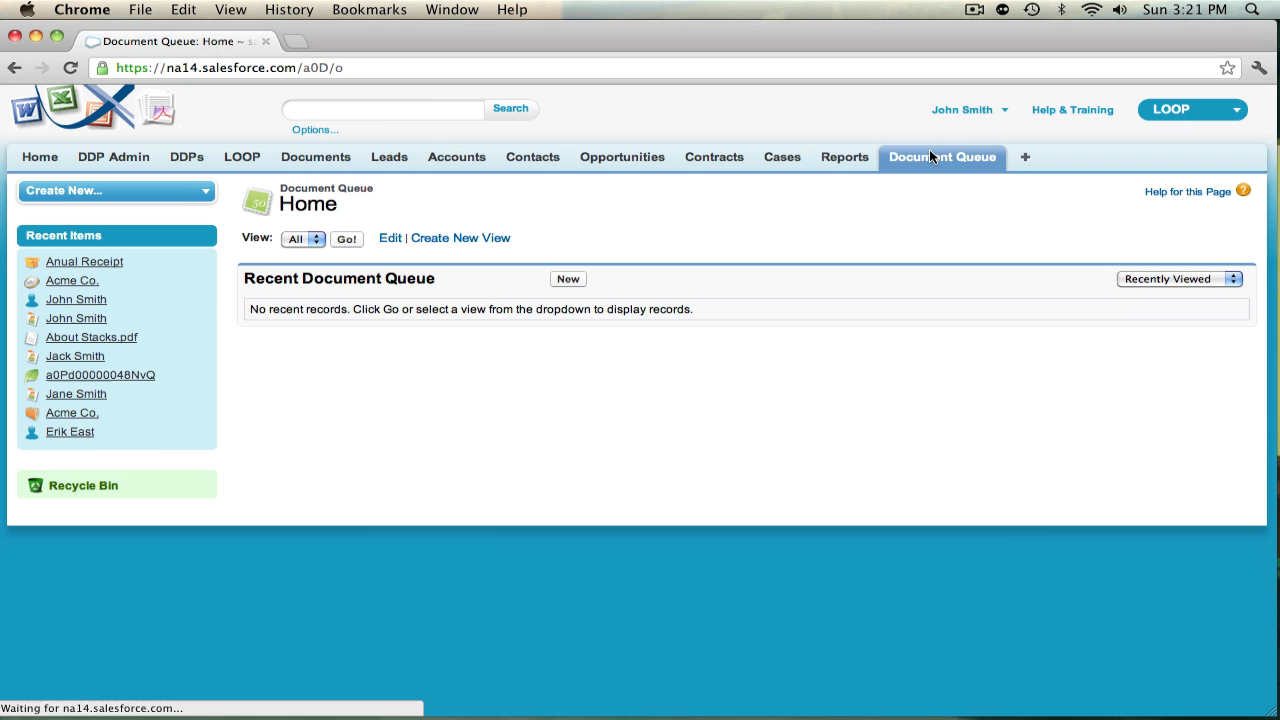 Chrome File Edit View History Bookmarks Window Help Sun 3:21 PM
Document Queue: Home ~ s
https://na14.salesforce.com/a0D/o
Search
John Smith Help & Training LOOP
Options...
Home DDP Admin DDPs LOOP Documents Leads Accounts Contacts Opportunities Contracts Cases Reports Document Queue +
Create New...
Document Queue
Home
Help for this Page ?
View: All Go! Edit | Create New View
Recent Items
Anual Receipt
Acme Co.
John Smith
John Smith
About Stacks.pdf
Jack Smith
a0Pd00000048NvQ
Jane Smith
Acme Co.
Erik East
Recent Document Queue New Recently Viewed
No recent records. Click Go or select a view from the dropdown to display records.
Recycle Bin
Waiting for na14.salesforce.com...